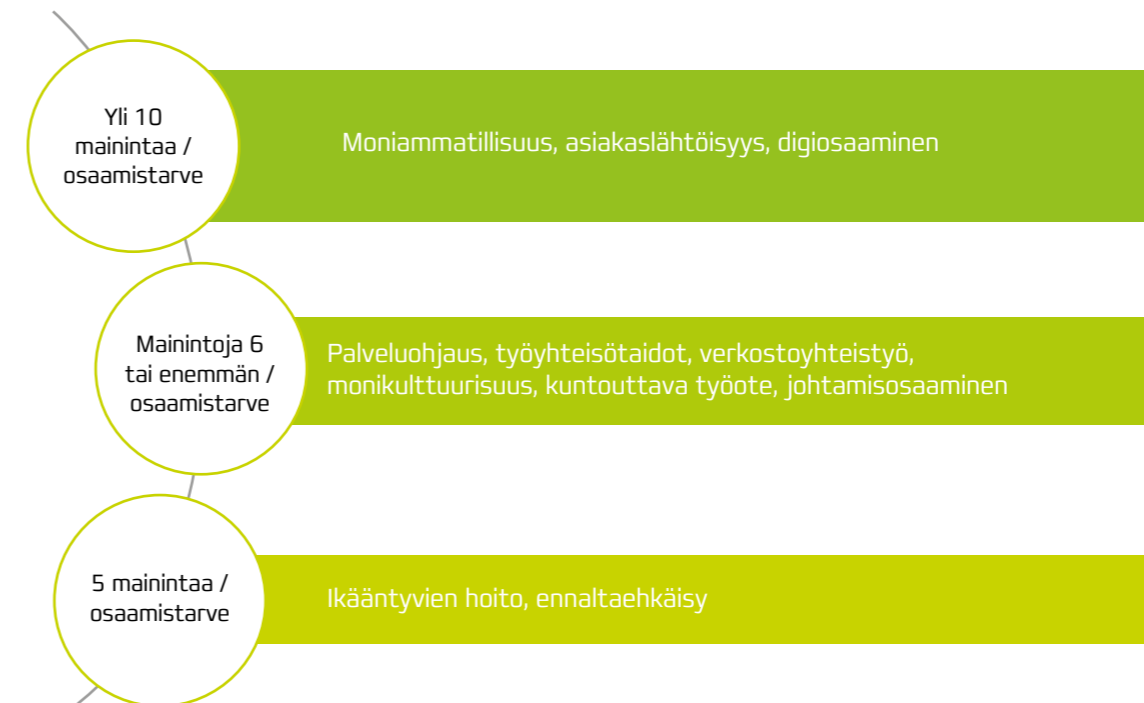 Yli 10
mainintaa /
osaamistarve
Moniammatillisuus, asiakaslähtöisyys, digiosaaminen
Mainintoja 6
tai enemmän /
osaamistarve
Palveluohjaus, työyhteisötaidot, verkostoyhteistyö,
monikulttuurisuus, kuntouttava työote, johtamisosaaminen
5 mainintaa /
osaamistarve
Ikääntyvien hoito, ennaltaehkäisy